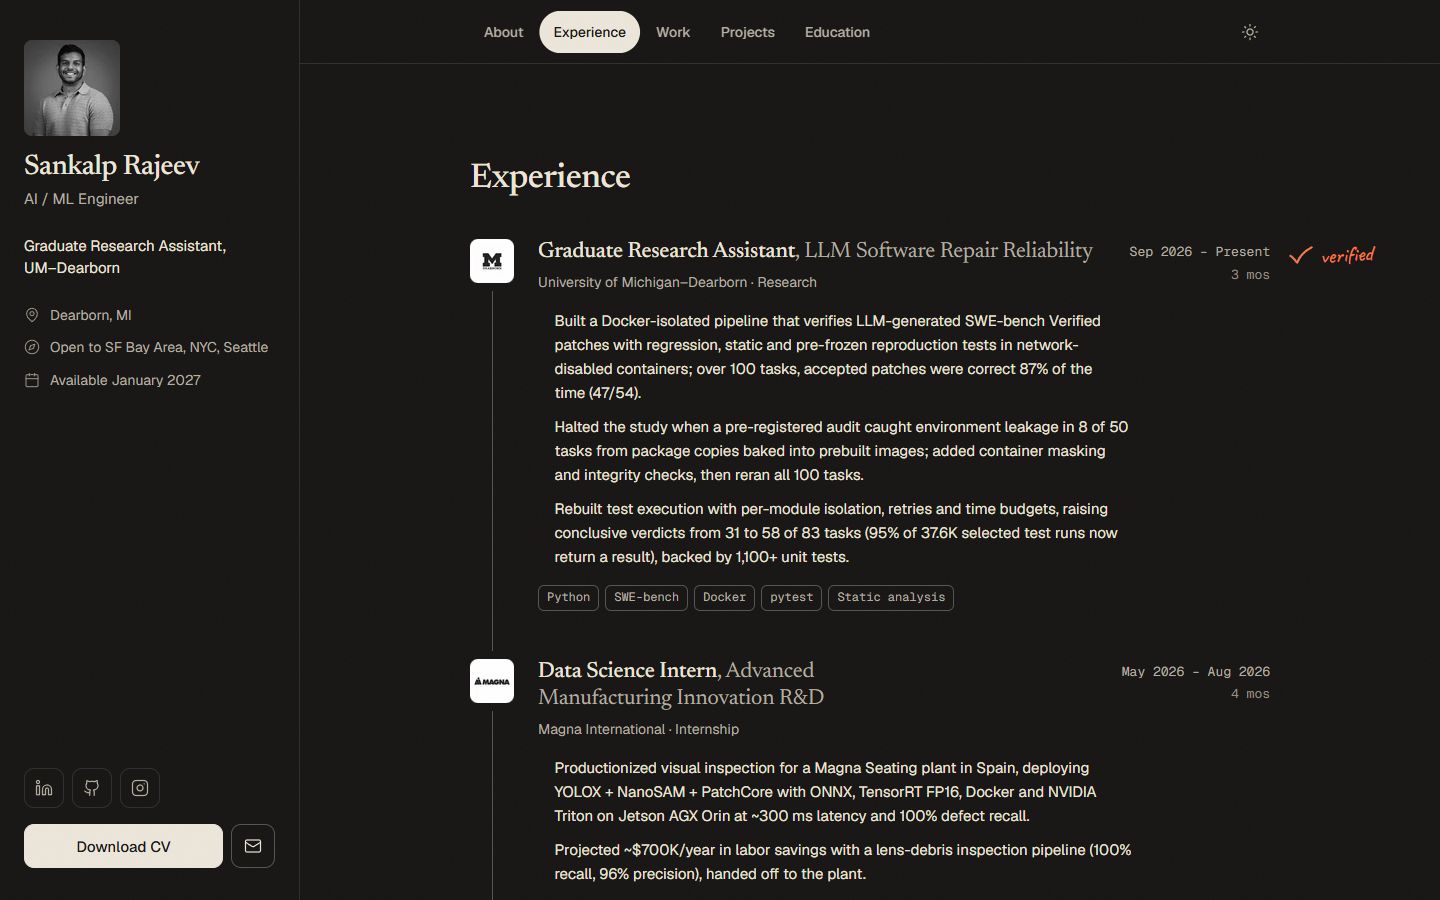 About
Experience
Work
Projects
Education
Sankalp Rajeev
AI / ML Engineer
Graduate Research Assistant,
UM–Dearborn
Dearborn, MI
Open to SF Bay Area, NYC, Seattle
Available January 2027
Download CV
Experience
Graduate Research Assistant, LLM Software Repair Reliability
Sep 2026 – Present
verified
3 mos
University of Michigan–Dearborn · Research
Built a Docker-isolated pipeline that verifies LLM-generated SWE-bench Verified
patches with regression, static and pre-frozen reproduction tests in network-
disabled containers; over 100 tasks, accepted patches were correct 87% of the
time (47/54).
Halted the study when a pre-registered audit caught environment leakage in 8 of 50
tasks from package copies baked into prebuilt images; added container masking
and integrity checks, then reran all 100 tasks.
Rebuilt test execution with per-module isolation, retries and time budgets, raising
conclusive verdicts from 31 to 58 of 83 tasks (95% of 37.6K selected test runs now
return a result), backed by 1,100+ unit tests.
Python
SWE-bench
Docker
pytest
Static analysis
MAGNA
Data Science Intern, Advanced
Manufacturing Innovation R&D
May 2026 – Aug 2026
4 mos
Magna International · Internship
Productionized visual inspection for a Magna Seating plant in Spain, deploying
YOLOX + NanoSAM + PatchCore with ONNX, TensorRT FP16, Docker and NVIDIA
Triton on Jetson AGX Orin at ~300 ms latency and 100% defect recall.
Projected ~$700K/year in labor savings with a lens-debris inspection pipeline (100%
recall, 96% precision), handed off to the plant.